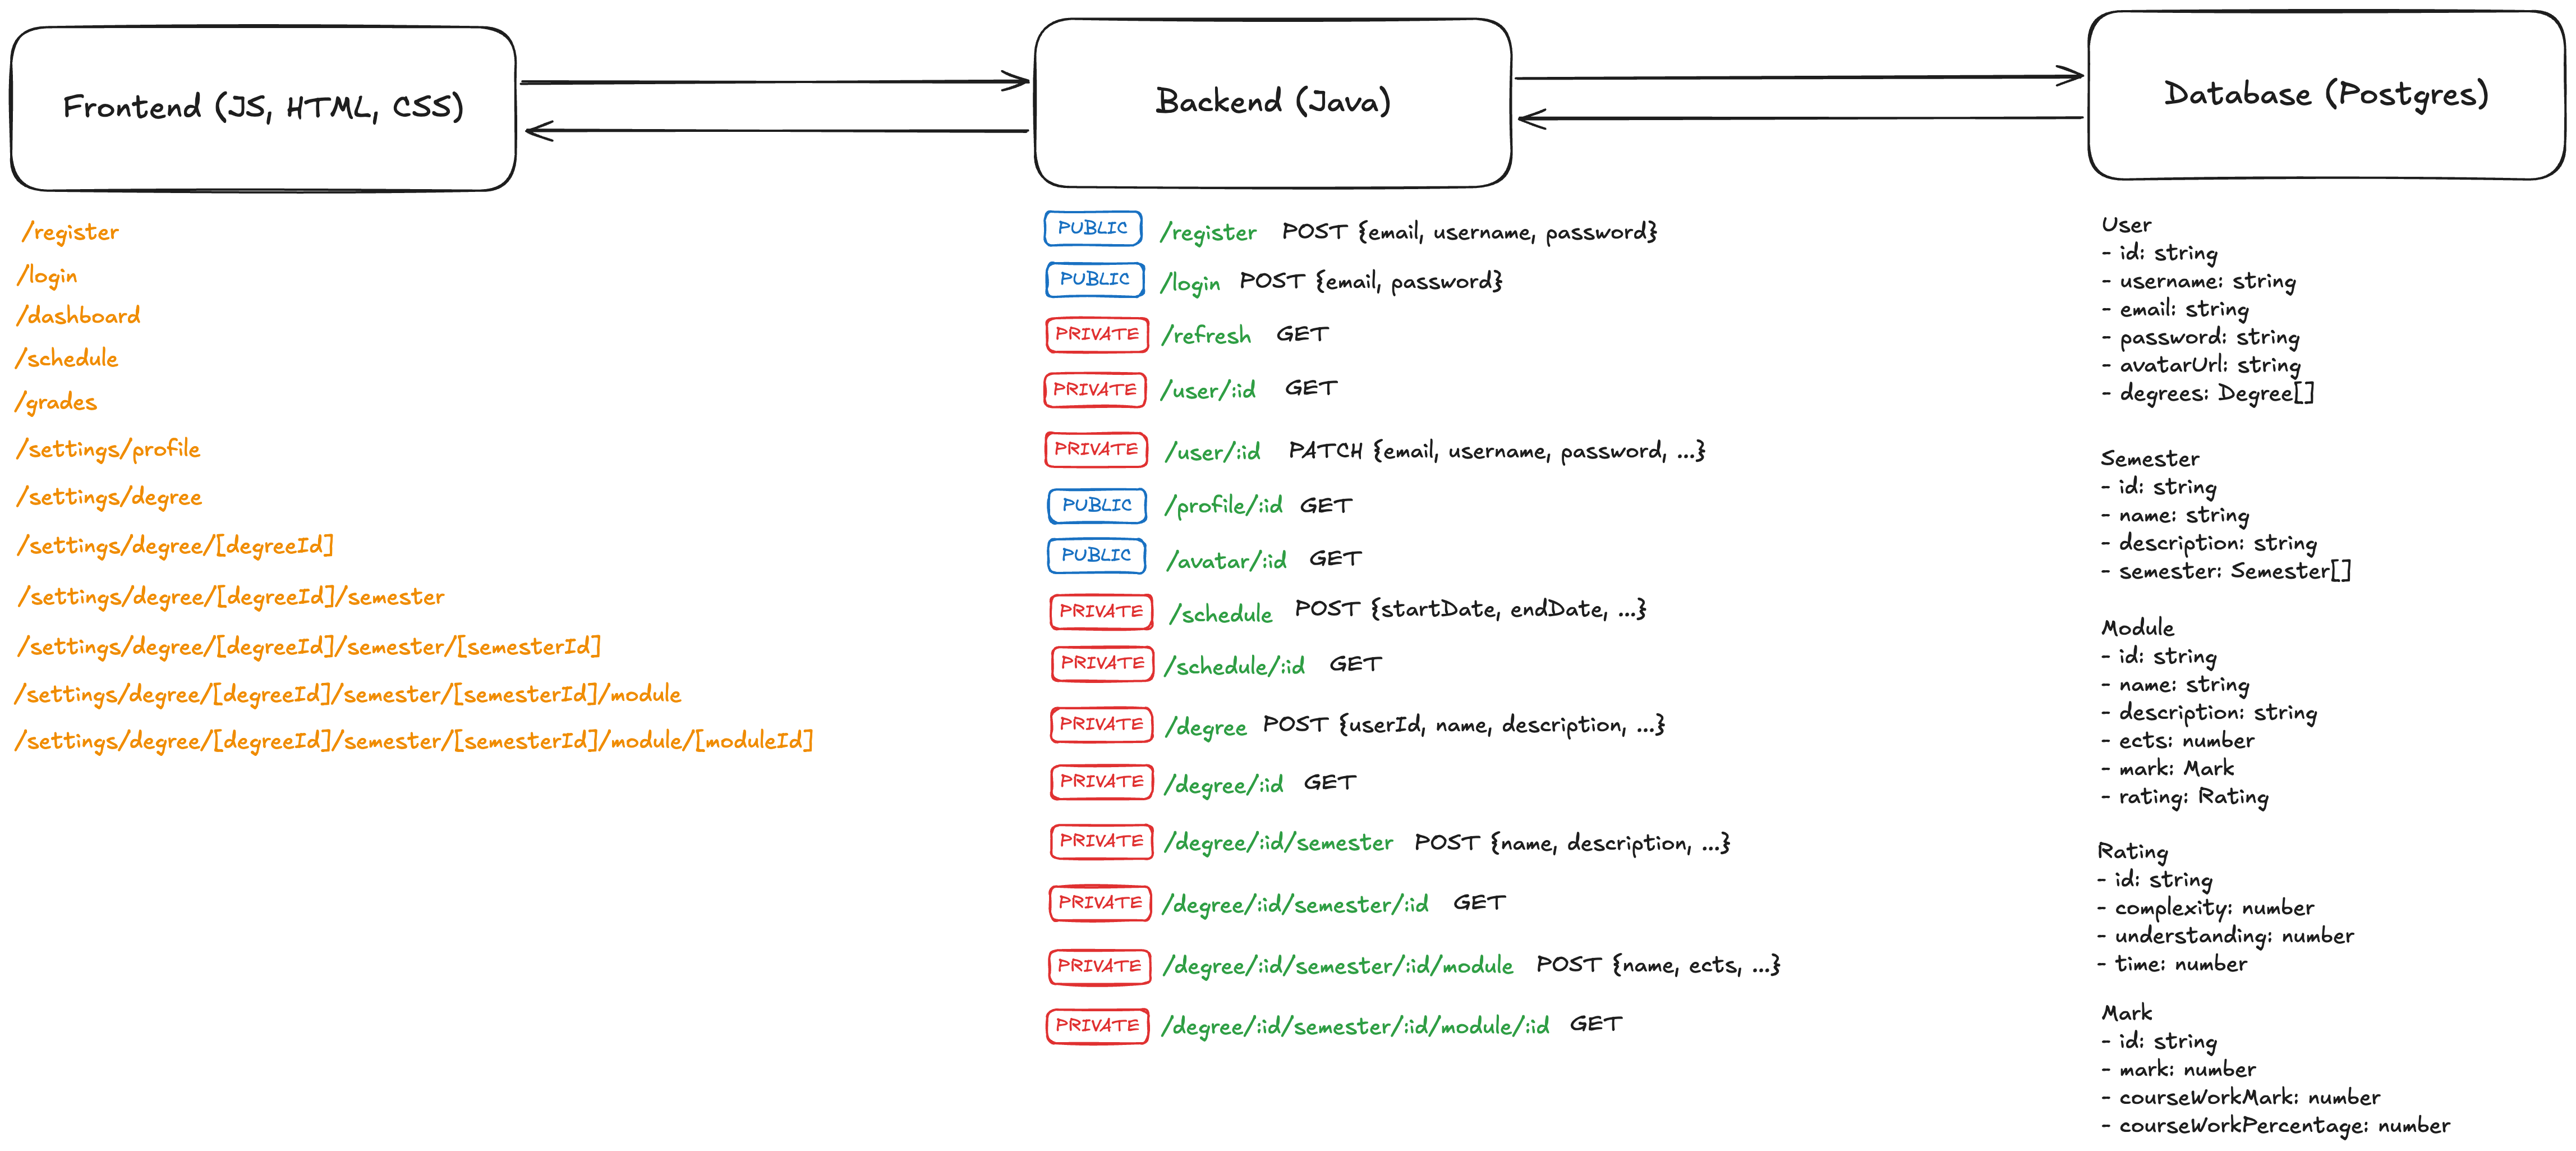 Frontend (JS, HTML, CSS)
/register
/login
/dashboard
/schedule
/grades
/settings/profile
/settings/degree
/settings/degree/[degreeId]
/settings/degree/[degreeId]/semester
/settings/degree/[degreeId]/semester/[semesterId]
/settings/degree/[degreeId]/semester/[semesterId]/module
/settings/degree/[degreeId]/semester/[semesterId]/module/[moduleId]
Backend (Java)
PUBLIC /register POST {email, username, password}
PUBLIC /login POST {email, password}
PRIVATE /refresh GET
PRIVATE /user/:id GET
PRIVATE /user/:id PATCH {email, username, password, ...}
PUBLIC /profile/:id GET
PUBLIC /avatar/:id GET
PRIVATE /schedule POST {startDate, endDate, ...}
PRIVATE /schedule/:id GET
PRIVATE /degree POST {userId, name, description, ...}
PRIVATE /degree/:id GET
PRIVATE /degree/:id/semester POST {name, description, ...}
PRIVATE /degree/:id/semester/:id GET
PRIVATE /degree/:id/semester/:id/module POST {name, ects, ...}
PRIVATE /degree/:id/semester/:id/module/:id GET
Database (Postgres)
User
- id: string
- username: string
- email: string
- password: string
- avatarUrl: string
- degrees: Degree[]
Semester
- id: string
- name: string
- description: string
- semester: Semester[]
Module
- id: string
- name: string
- description: string
- ects: number
- mark: Mark
- rating: Rating
Rating
- id: string
- complexity: number
- understanding: number
- time: number
Mark
- id: string
- mark: number
- courseWorkMark: number
- courseWorkPercentage: number